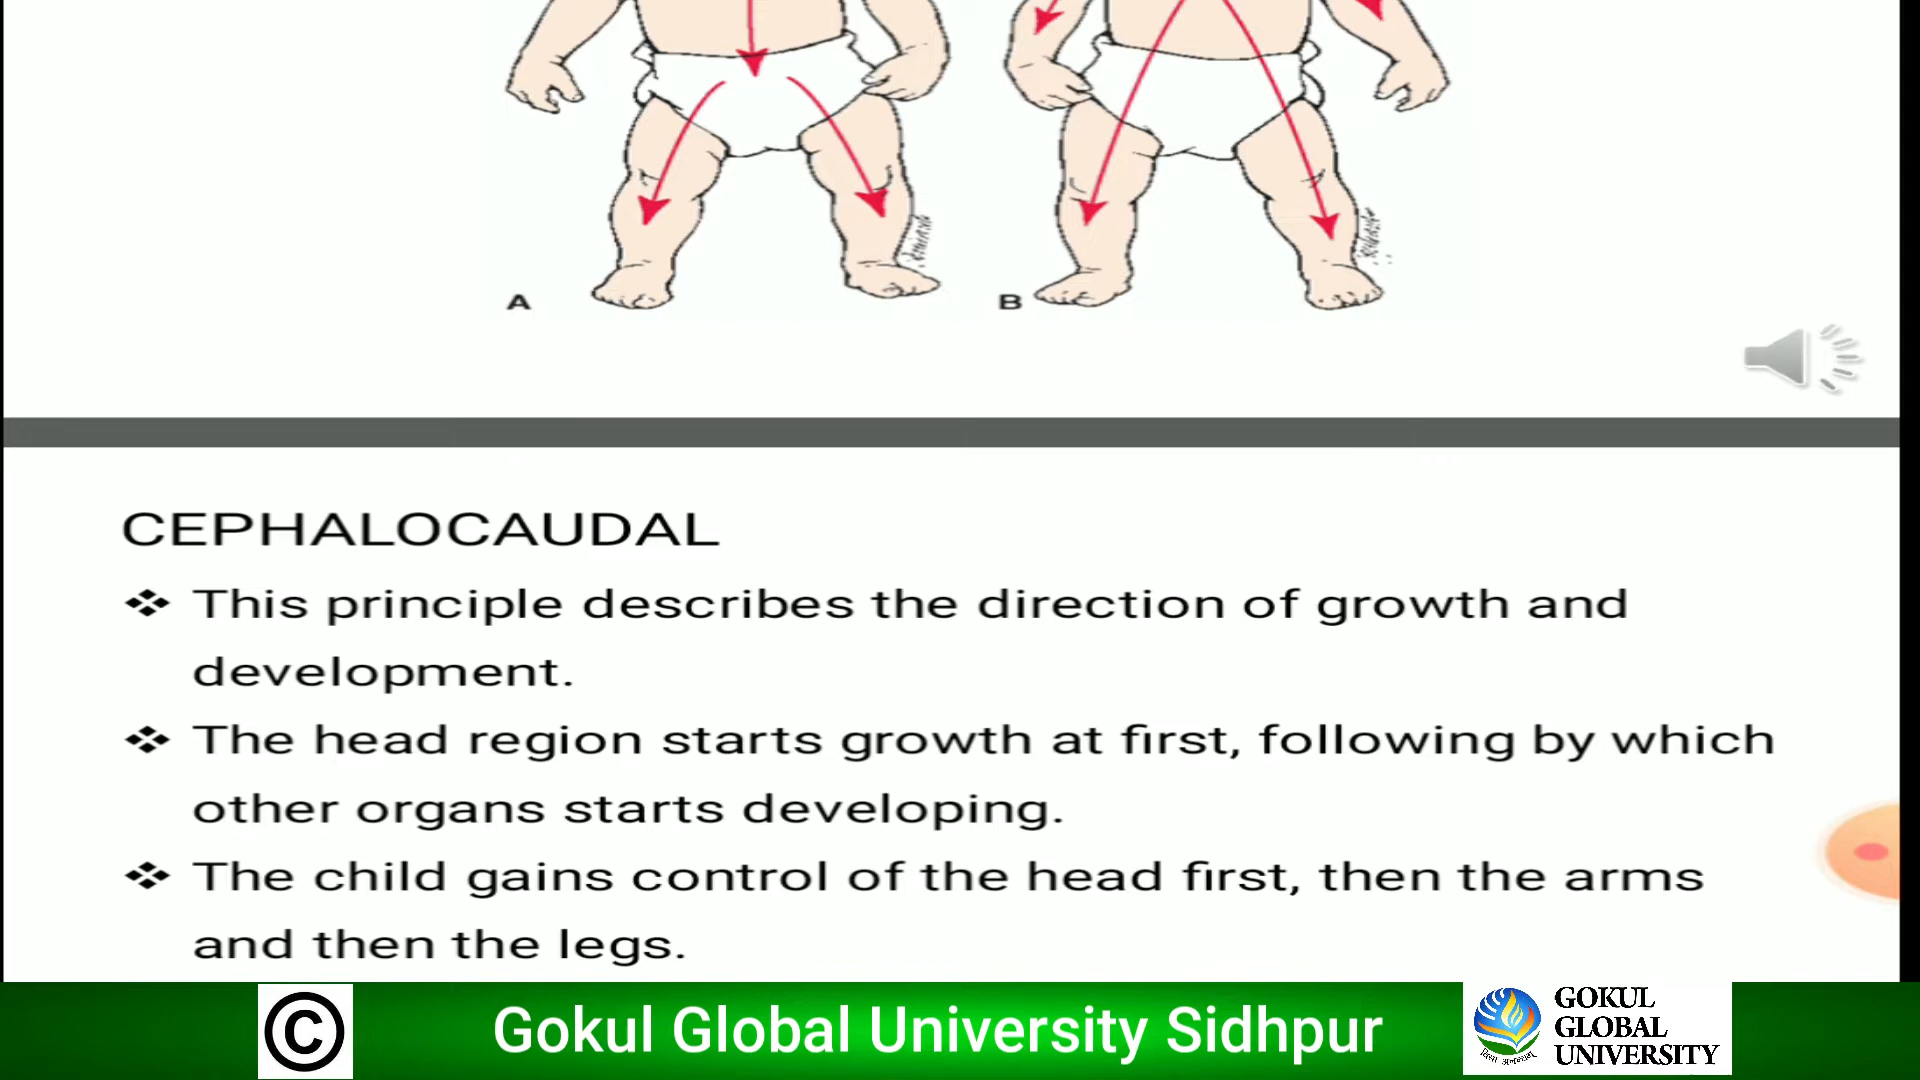 A
B
CEPHALOCAUDAL
❖ This principle describes the direction of growth and
development.
❖ The head region starts growth at first, following by which
other organs starts developing.
❖ The child gains control of the head first, then the arms
and then the legs.
© Gokul Global University Sidhpur
GOKUL
GLOBAL
UNIVERSITY